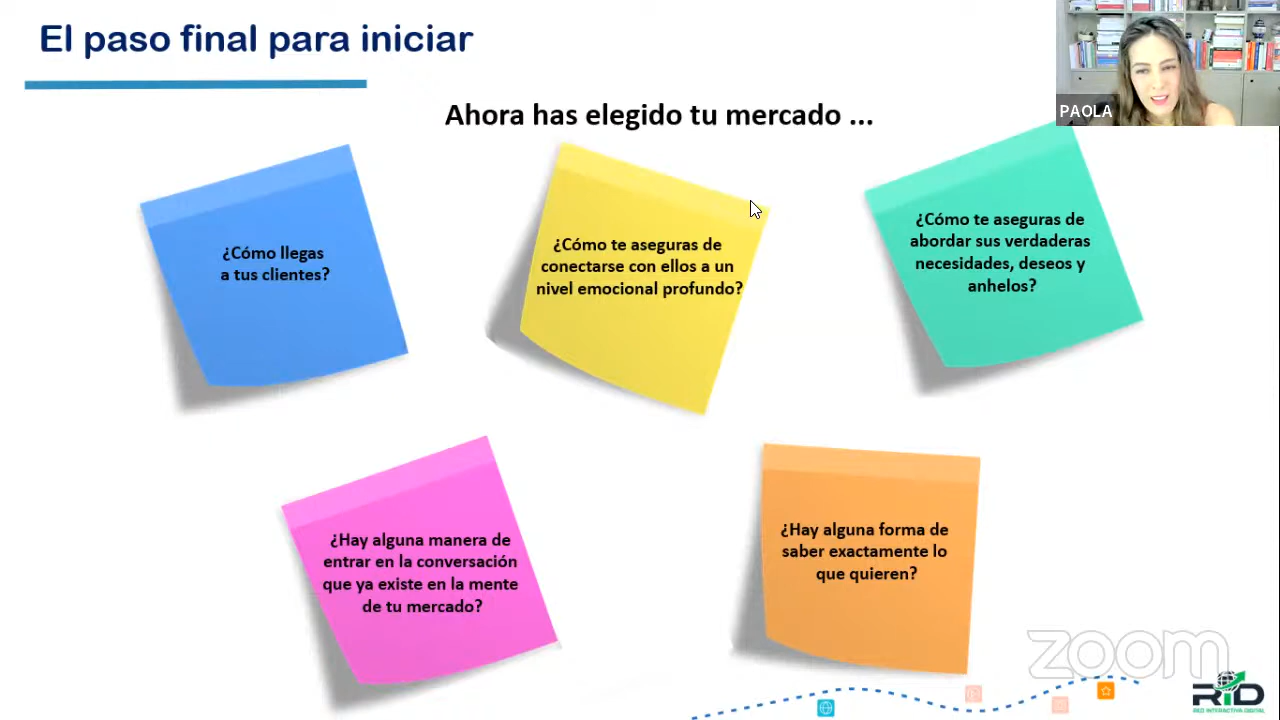 El paso final para iniciar
PAOLA
Ahora has elegido tu mercado ...
¿Cómo llegas
a tus clientes?
¿Cómo te aseguras de
conectarse con ellos a un
nivel emocional profundo?
¿Cómo te aseguras de
abordar sus verdaderas
necesidades, deseos y
anhelos?
¿Hay alguna manera de
entrar en la conversación
que ya existe en la mente
de tu mercado?
¿Hay alguna forma de
saber exactamente lo
que quieren?
zoom
RID
RED INTERACTIVA DIGITAL